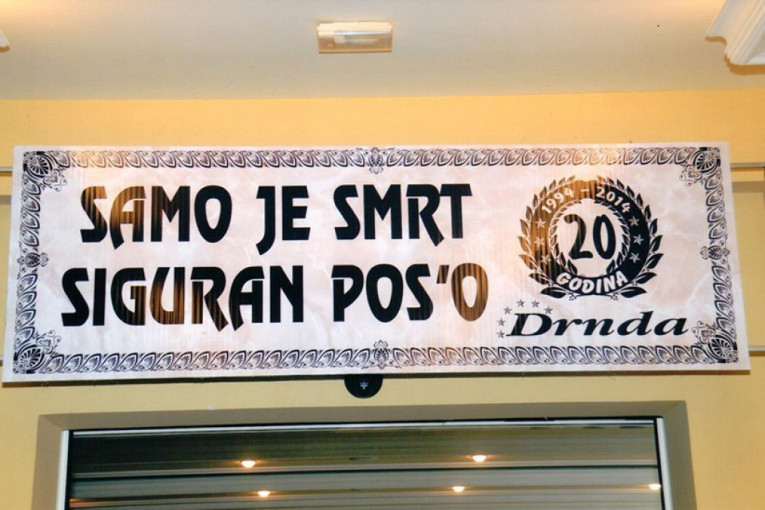 SAMO JE SMRT
SIGURAN POS'O
1994 - 2014
20
GODINA
Drnda